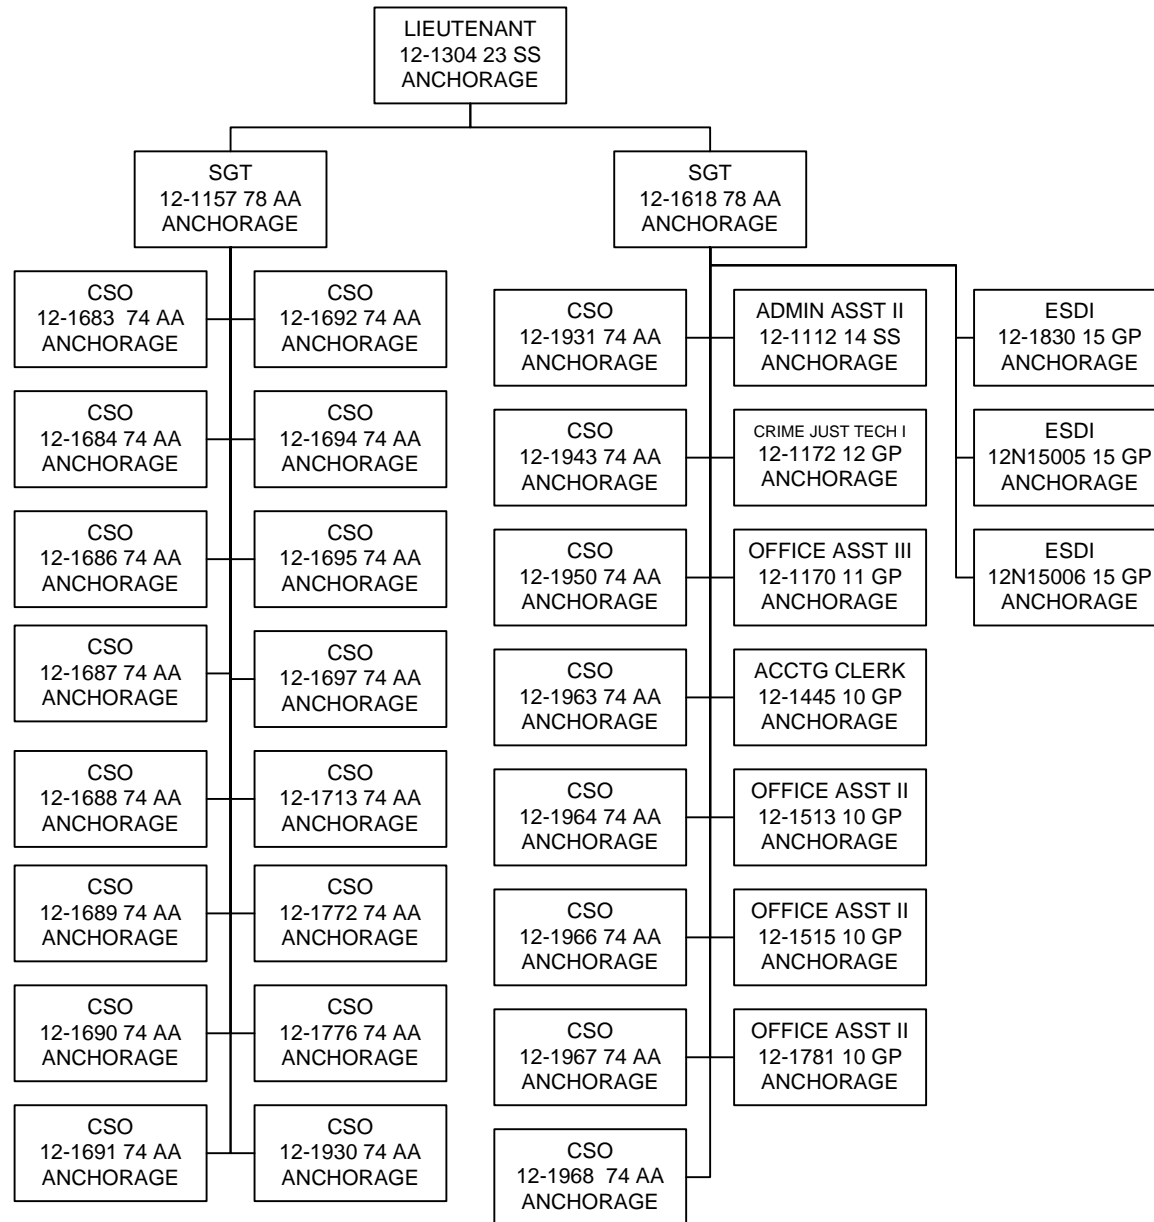 LIEUTENANT
12-1304 23 SS
ANCHORAGE
SGT
12-1157 78 AA
ANCHORAGE
SGT
12-1618 78 AA
ANCHORAGE
CSO
12-1683  74 AA
ANCHORAGE
CSO
12-1692 74 AA
ANCHORAGE
CSO
12-1684 74 AA
ANCHORAGE
CSO
12-1694 74 AA
ANCHORAGE
CSO
12-1686 74 AA
ANCHORAGE
CSO
12-1695 74 AA
ANCHORAGE
CSO
12-1687 74 AA
ANCHORAGE
CSO
12-1697 74 AA
ANCHORAGE
CSO
12-1688 74 AA
ANCHORAGE
CSO
12-1713 74 AA
ANCHORAGE
CSO
12-1689 74 AA
ANCHORAGE
CSO
12-1772 74 AA
ANCHORAGE
CSO
12-1690 74 AA
ANCHORAGE
CSO
12-1776 74 AA
ANCHORAGE
CSO
12-1691 74 AA
ANCHORAGE
CSO
12-1930 74 AA
ANCHORAGE
CSO
12-1931 74 AA
ANCHORAGE
ADMIN ASST II
12-1112 14 SS
ANCHORAGE
ESDI
12-1830 15 GP
ANCHORAGE
CSO
12-1943 74 AA
ANCHORAGE
CRIME JUST TECH I
12-1172 12 GP
ANCHORAGE
ESDI
12N15005 15 GP
ANCHORAGE
CSO
12-1950 74 AA
ANCHORAGE
OFFICE ASST III
12-1170 11 GP
ANCHORAGE
ESDI
12N15006 15 GP
ANCHORAGE
CSO
12-1963 74 AA
ANCHORAGE
ACCTG CLERK
12-1445 10 GP
ANCHORAGE
CSO
12-1964 74 AA
ANCHORAGE
OFFICE ASST II
12-1513 10 GP
ANCHORAGE
CSO
12-1966 74 AA
ANCHORAGE
OFFICE ASST II
12-1515 10 GP
ANCHORAGE
CSO
12-1967 74 AA
ANCHORAGE
OFFICE ASST II
12-1781 10 GP
ANCHORAGE
CSO
12-1968  74 AA
ANCHORAGE